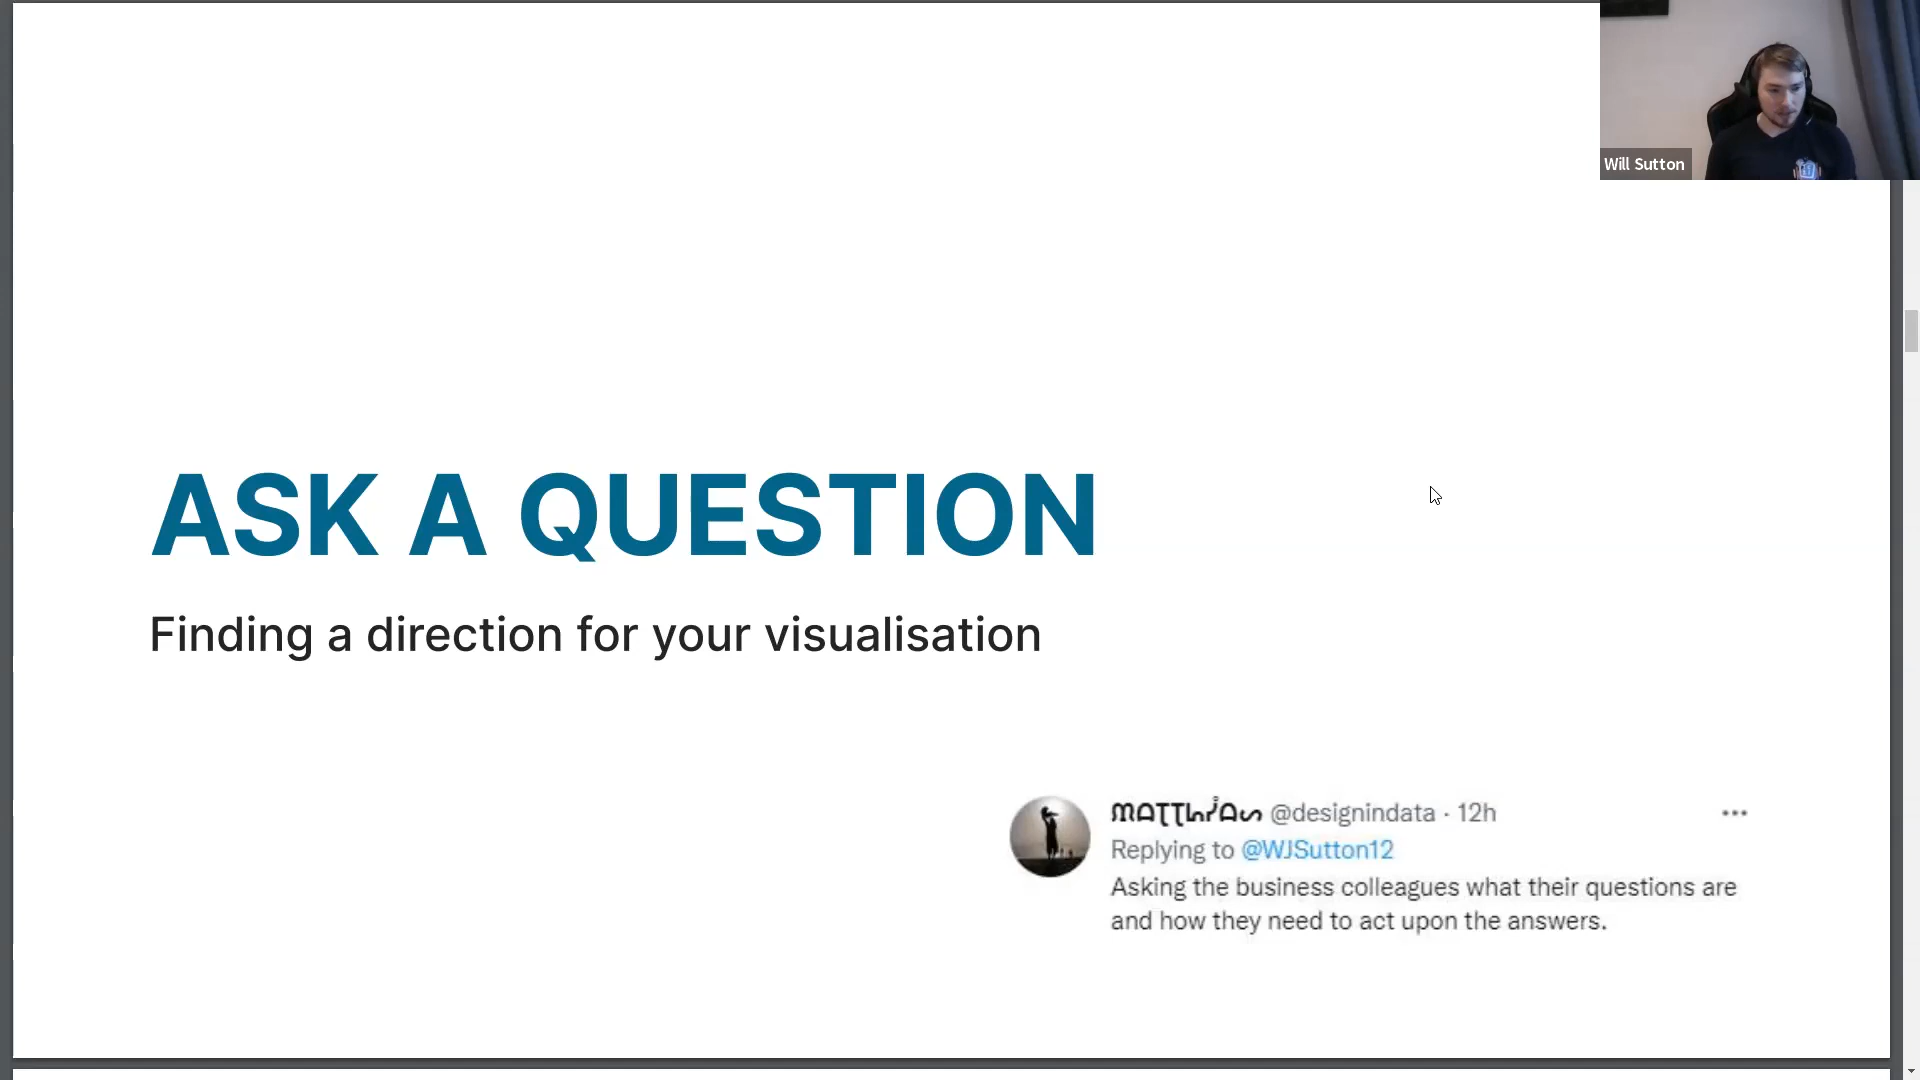 Will Sutton
ASK A QUESTION
Finding a direction for your visualisation
@designindata · 12h
Replying to @WJSutton12
Asking the business colleagues what their questions are
and how they need to act upon the answers.